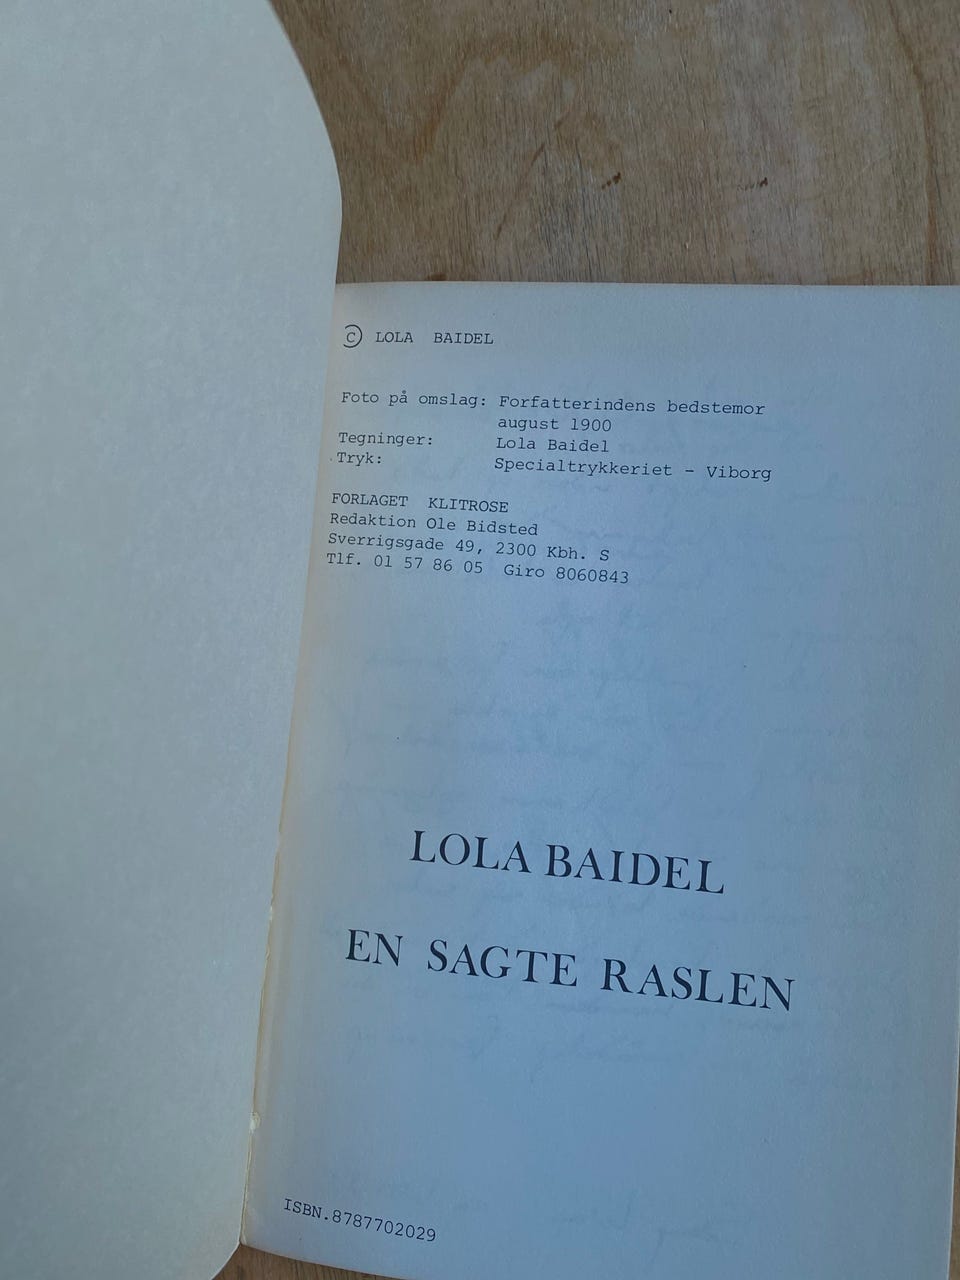 © LOLA BAIDEL
Foto på omslag: Forfatterindens bedstemor
august 1900
Tegninger: Lola Baidel
Tryk: Specialtrykkeriet - Viborg
FORLAGET KLITROSE
Redaktion Ole Bidsted
Sverrigsgade 49, 2300 Kbh. S
Tlf. 01 57 86 05 Giro 8060843
LOLA BAIDEL
EN SAGTE RASLEN
ISBN.8787702029